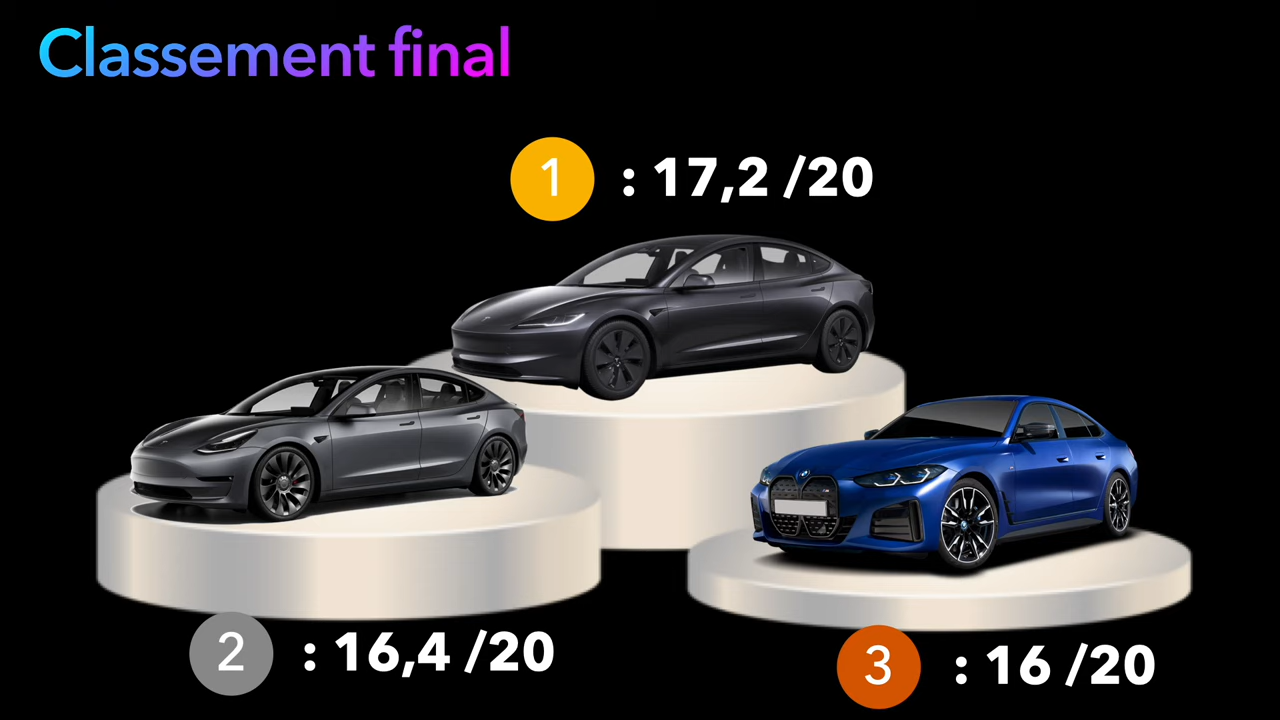 Classement final
1 : 17,2 /20
2 : 16,4 /20
3 : 16 /20